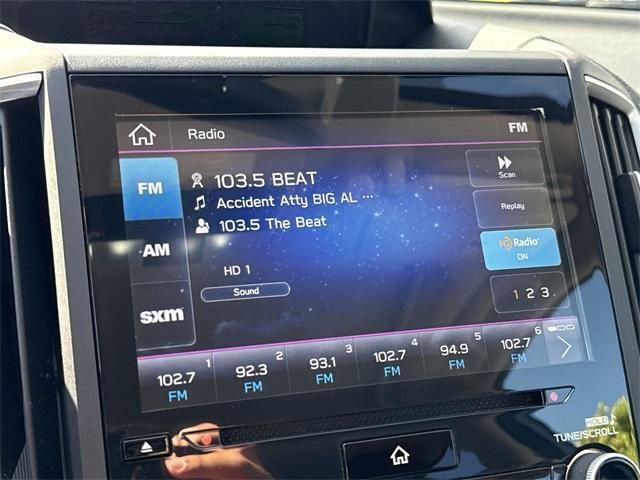 Radio
FM
FM
AM
sxm
103.5 BEAT
Accident Atty BIG AL ...
103.5 The Beat
HD 1
Sound
Scan
Replay
HD Radio
ON
1 2 3
1 102.7 FM
2 92.3 FM
3 93.1 FM
4 102.7 FM
5 94.9 FM
6 102.7 FM
HOLD
TUNE/SCROLL